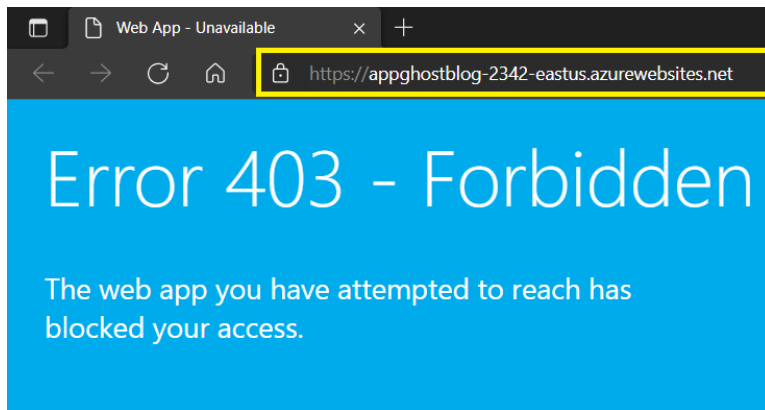 Web App - Unavailable
https://appghostblog-2342-eastus.azurewebsites.net
Error 403 - Forbidden
The web app you have attempted to reach has
blocked your access.